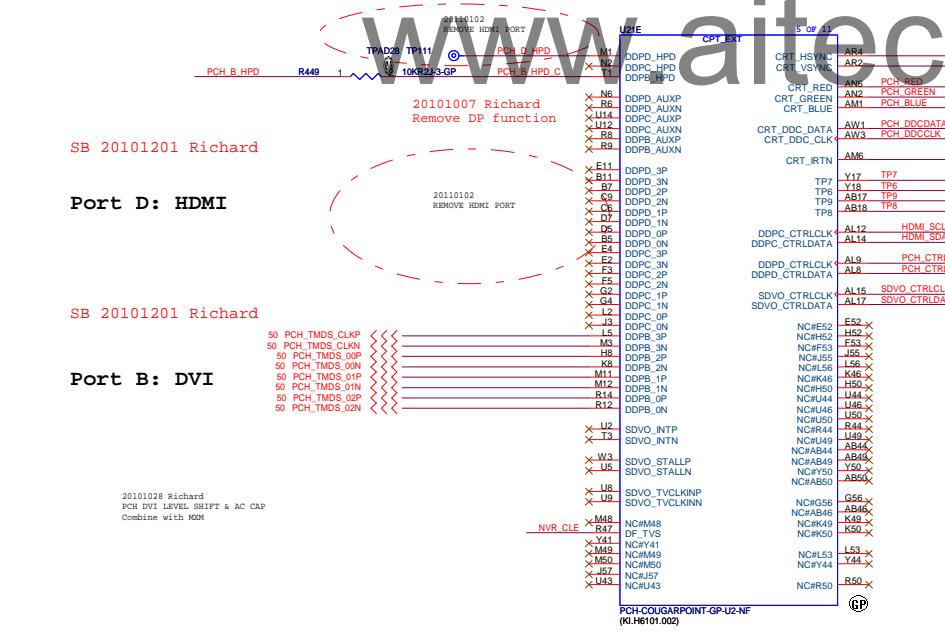 www.aitec
20110102
REMOVE HDMI PORT
U21E
5 OF 11
CPT_EXT
TPAD28 TP111
PCH_D_HPD
PCH_B_HPD
R449
1
10KR2J-3-GP
PCH_B_HPD_C
20101007 Richard
Remove DP function
SB 20101201 Richard
Port D: HDMI
20110102
REMOVE HDMI PORT
SB 20101201 Richard
Port B: DVI
50 PCH_TMDS_CLKP
50 PCH_TMDS_CLKN
50 PCH_TMDS_00P
50 PCH_TMDS_00N
50 PCH_TMDS_01P
50 PCH_TMDS_01N
50 PCH_TMDS_02P
50 PCH_TMDS_02N
20101028 Richard
PCH DVI LEVEL SHIFT & AC CAP
Combine with MXM
NVR_CLE
M1 DDPD_HPD
N2 DDPC_HPD
T1 DDPB_HPD
N6 DDPD_AUXP
R6 DDPD_AUXN
U14 DDPC_AUXP
U12 DDPC_AUXN
R8 DDPB_AUXP
R9 DDPB_AUXN
E11 DDPD_3P
B11 DDPD_3N
B7 DDPD_2P
C9 DDPD_2N
C6 DDPD_1P
D7 DDPD_1N
D5 DDPD_0P
B5 DDPD_0N
E4 DDPC_3P
E2 DDPC_3N
F3 DDPC_2P
F5 DDPC_2N
G2 DDPC_1P
G4 DDPC_1N
L2 DDPC_0P
J3 DDPC_0N
L5 DDPB_3P
M3 DDPB_3N
H8 DDPB_2P
K8 DDPB_2N
M11 DDPB_1P
M12 DDPB_1N
R14 DDPB_0P
R12 DDPB_0N
U2 SDVO_INTP
T3 SDVO_INTN
W3 SDVO_STALLP
U5 SDVO_STALLN
U8 SDVO_TVCLKINP
U9 SDVO_TVCLKINN
M48 NC#M48
R47 DF_TVS
Y41 NC#Y41
M49 NC#M49
M50 NC#M50
J57 NC#J57
U43 NC#U43
CRT_HSYNC AR4
CRT_VSYNC AR2
CRT_RED AN6 PCH_RED
CRT_GREEN AN2 PCH_GREEN
CRT_BLUE AM1 PCH_BLUE
CRT_DDC_DATA AW1 PCH_DDCDATA
CRT_DDC_CLK AW3 PCH_DDCCLK
CRT_IRTN AM6
TP7 Y17 TP7
TP6 Y18 TP6
TP9 AB17 TP9
TP8 AB18 TP8
DDPC_CTRLCLK AL12 HDMI_SCL
DDPC_CTRLDATA AL14 HDMI_SDA
DDPD_CTRLCLK AL9 PCH_CTRL
DDPD_CTRLDATA AL8 PCH_CTR
SDVO_CTRLCLK AL15 SDVO_CTRLCL
SDVO_CTRLDATA AL17 SDVO_CTRLDA
NC#E52 E52
NC#H52 H52
NC#F53 F53
NC#J55 J55
NC#L56 L56
NC#K46 K46
NC#H50 H50
NC#U44 U44
NC#U46 U46
NC#U50 U50
NC#R44 R44
NC#U49 U49
NC#AB44 AB44
NC#AB49 AB49
NC#Y50 Y50
NC#AB50 AB50
NC#G56 G56
NC#AB46 AB46
NC#K49 K49
NC#K50 K50
NC#L53 L53
NC#Y44 Y44
NC#R50 R50
GP
PCH-COUGARPOINT-GP-U2-NF
(KI.H6101.002)